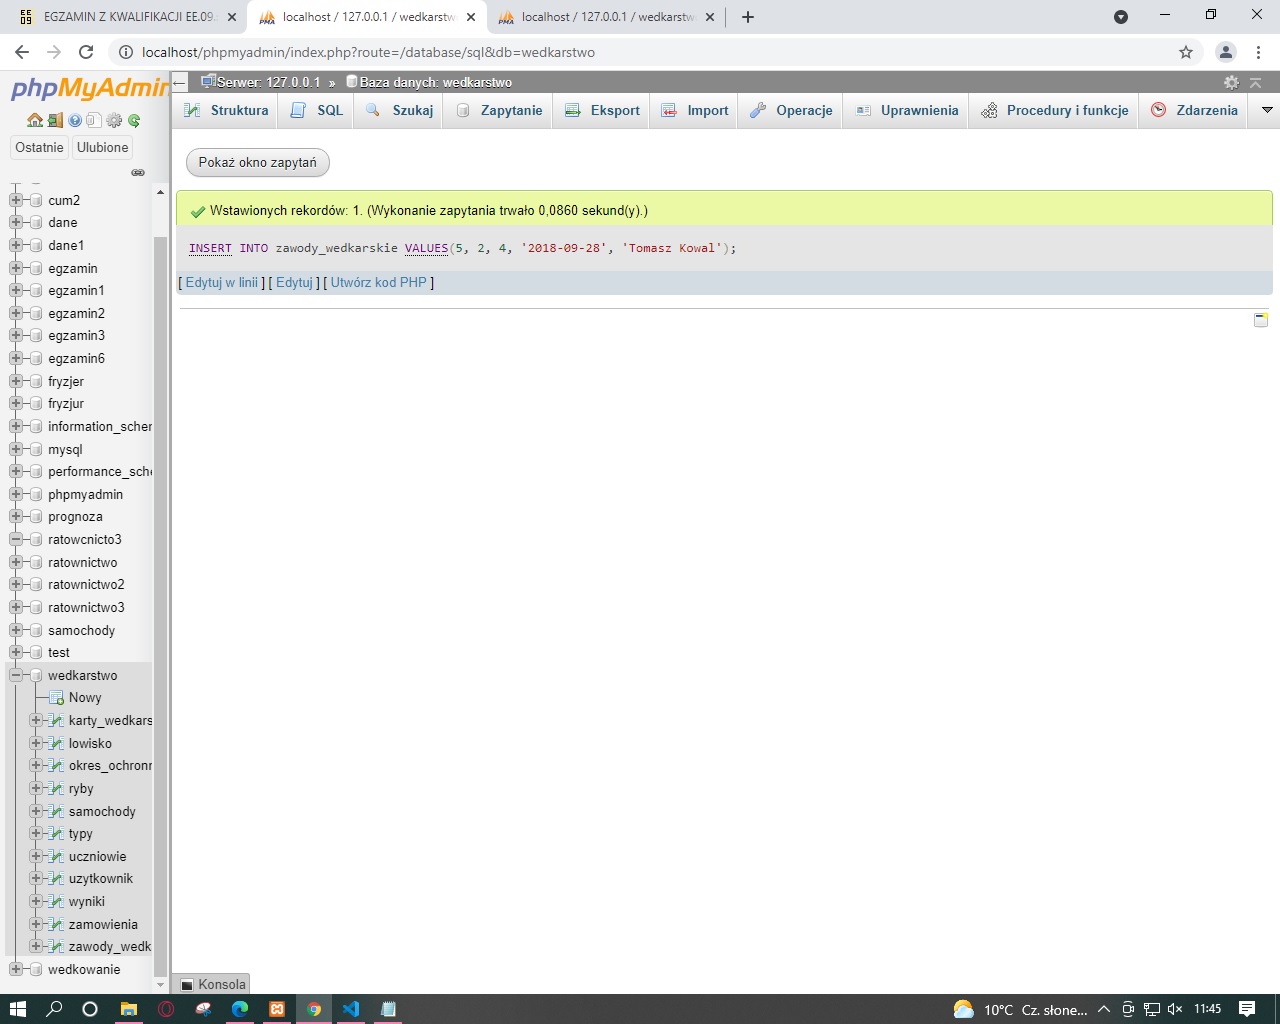 EGZAMIN Z KWALIFIKACJI EE.09
localhost / 127.0.0.1 / wedkarstw
localhost / 127.0.0.1 / wedkarstw
localhost/phpmyadmin/index.php?route=/database/sql&db=wedkarstwo
phpMyAdmin
Serwer: 127.0.0.1 » Baza danych: wedkarstwo
Struktura SQL Szukaj Zapytanie Eksport Import Operacje Uprawnienia Procedury i funkcje Zdarzenia
Ostatnie Ulubione
Pokaż okno zapytań
Wstawionych rekordów: 1. (Wykonanie zapytania trwało 0,0860 sekund(y).)
INSERT INTO zawody_wedkarskie VALUES(5, 2, 4, '2018-09-28', 'Tomasz Kowal');
[ Edytuj w linii ] [ Edytuj ] [ Utwórz kod PHP ]
cum2
dane
dane1
egzamin
egzamin1
egzamin2
egzamin3
egzamin6
fryzjer
fryzjur
information_scher
mysql
performance_sche
phpmyadmin
prognoza
ratowcnicto3
ratownictwo
ratownictwo2
ratownictwo3
samochody
test
wedkarstwo
Nowy
karty_wedkars
lowisko
okres_ochronn
ryby
samochody
typy
uczniowie
uzytkownik
wyniki
zamowienia
zawody_wedk
wedkowanie
Konsola
10°C Cz. słone... 11:45